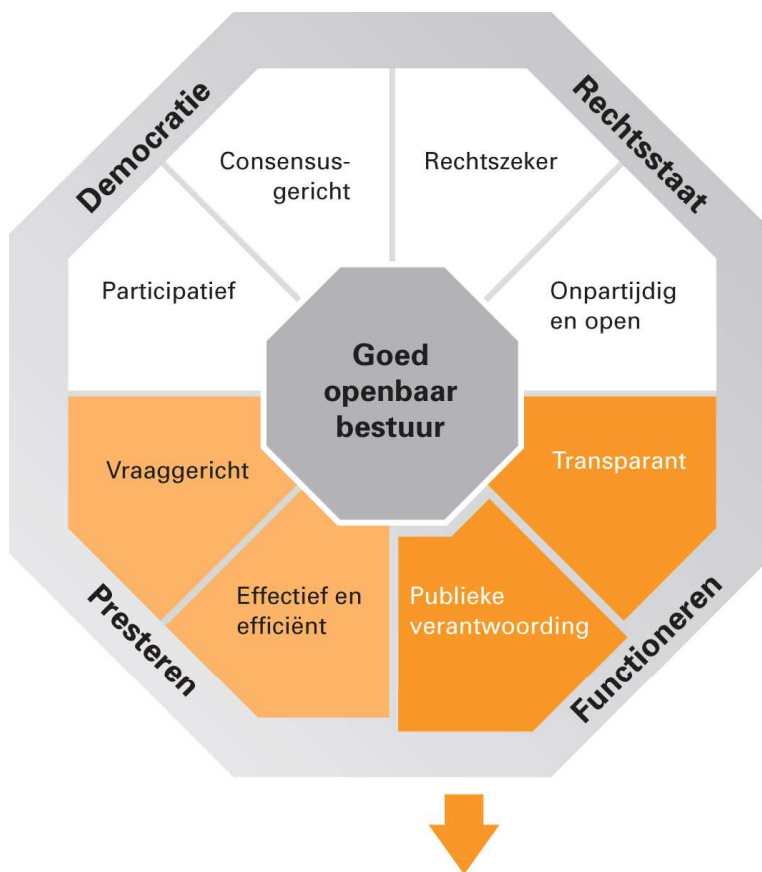 Democratie
Rechtsstaat
Consensus-
gericht
Rechtszeker
Participatief
Onpartijdig
en open
Goed
openbaar
bestuur
Vraaggericht
Transparant
Effectief en
efficiënt
Publieke
verantwoording
Presteren
Functioneren